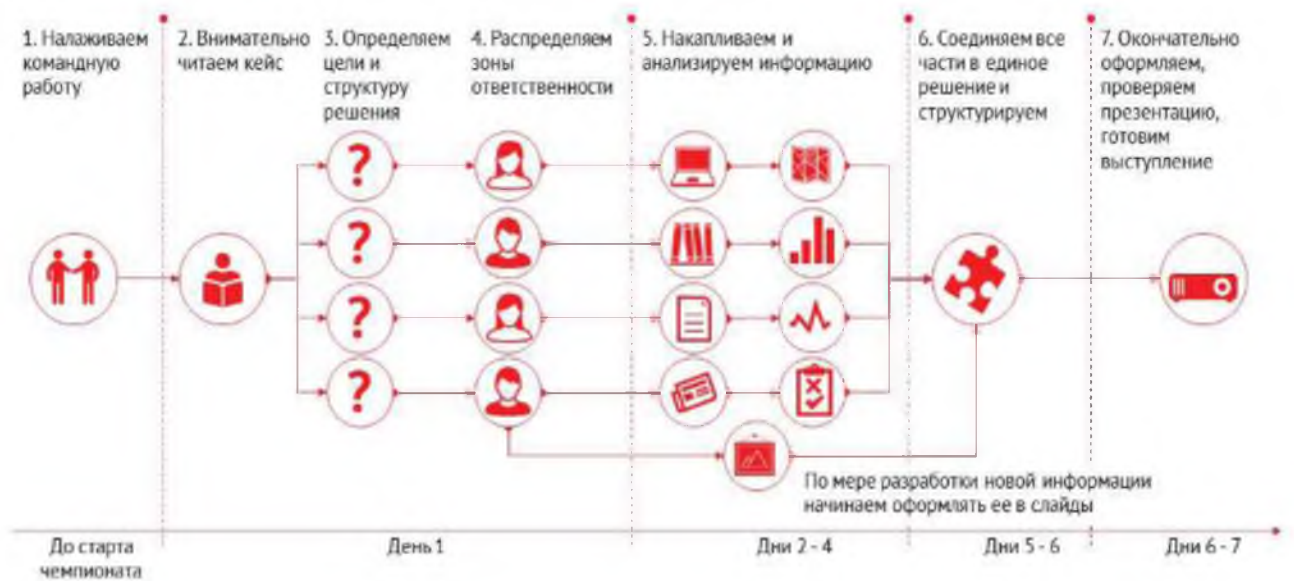 1. Налаживаем
командную
работу
2. Внимательно
читаем кейс
3. Определяем
цели и
структуру
решения
4. Распределяем
зоны
ответственности
5. Накапливаем и
анализируем информацию
6. Соединяем все
части в единое
решение и
структурируем
7. Окончательно
оформляем,
проверяем
презентацию,
готовим
выступление
?
?
?
?
По мере разработки новой информации
начинаем оформлять ее в слайды
До старта
чемпионата
День 1
Дни 2 - 4
Дни 5 - 6
Дни 6 - 7